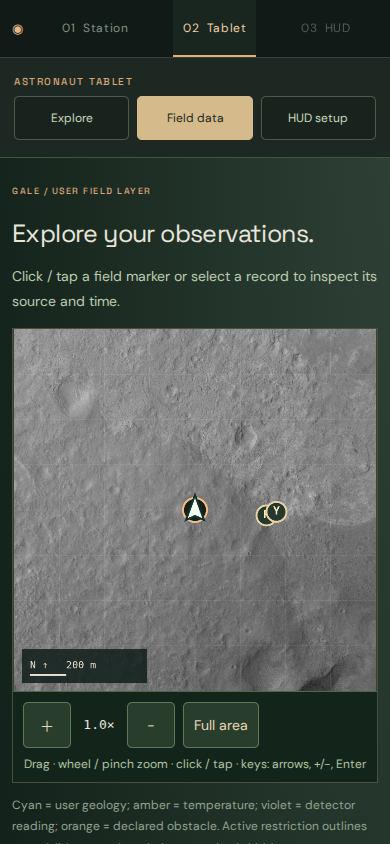 01 Station
02 Tablet
03 HUD
ASTRONAUT TABLET
Explore
Field data
HUD setup
GALE / USER FIELD LAYER
Explore your observations.
Click / tap a field marker or select a record to inspect its
source and time.
Y
N ↑ 200 m
+ 1.0× - Full area
Drag · wheel / pinch zoom · click / tap · keys: arrows, +/-, Enter
Cyan = user geology; amber = temperature; violet = detector
reading; orange = declared obstacle. Active restriction outlines